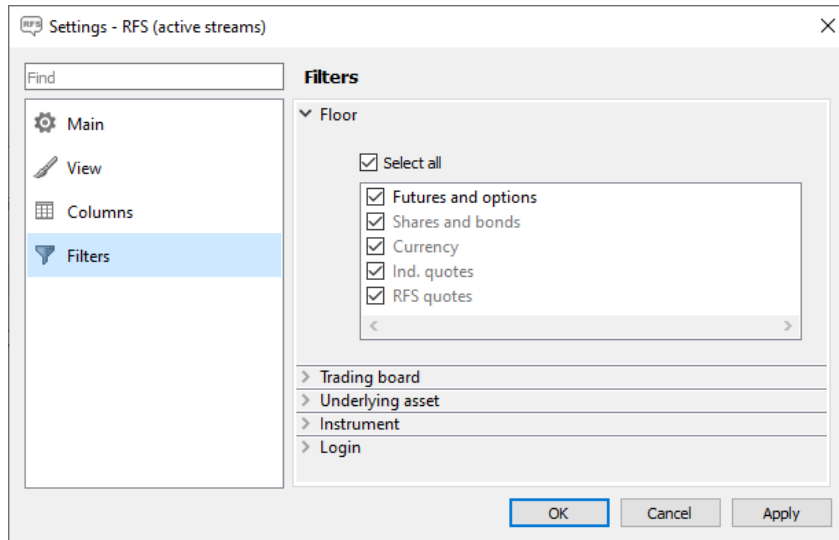 RFS Settings - RFS (active streams)
Find
Main
View
Columns
Filters
Filters
Floor
Select all
Futures and options
Shares and bonds
Currency
Ind. quotes
RFS quotes
Trading board
Underlying asset
Instrument
Login
OK Cancel Apply